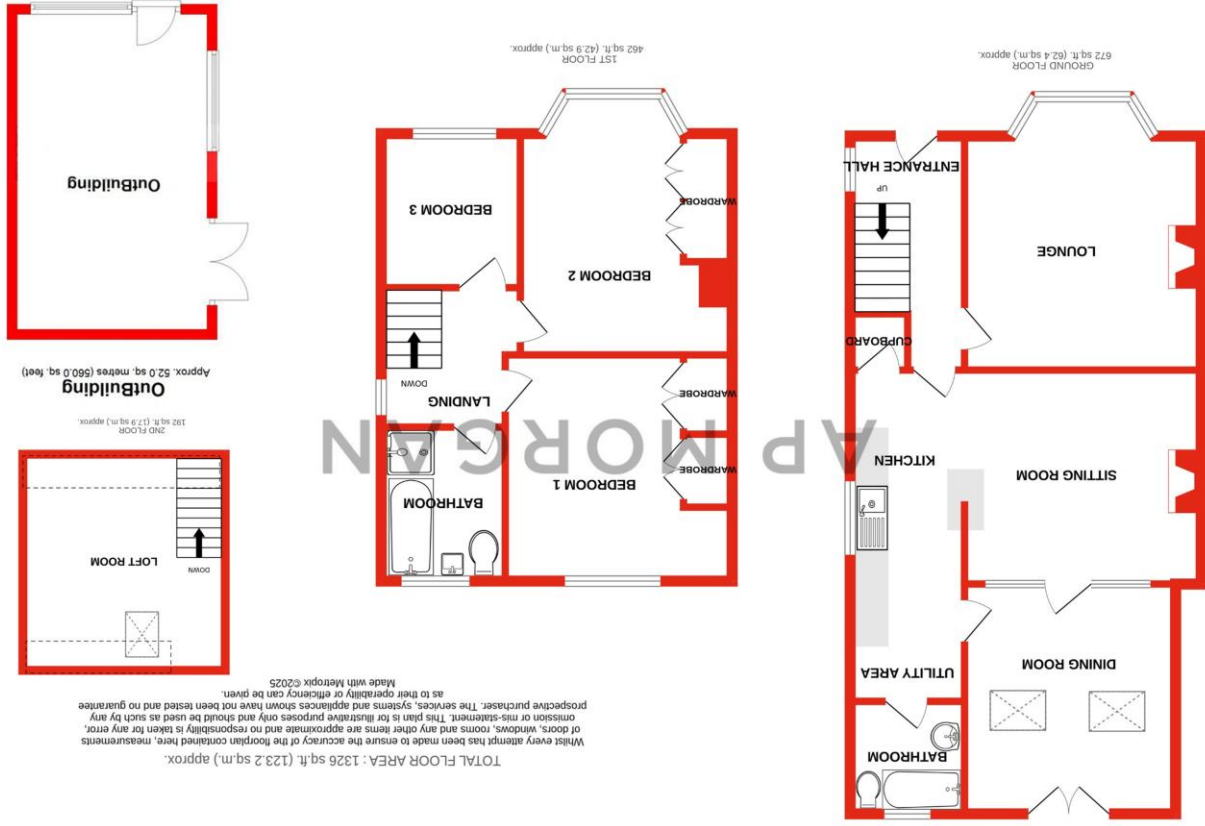 GROUND FLOOR
672 sq.ft. (62.4 sq.m.) approx.
BATHROOM
DINING ROOM
UTILITY AREA
SITTING ROOM
KITCHEN
CUPBOARD
LOUNGE
UP
ENTRANCE HALL
1ST FLOOR
462 sq.ft. (42.9 sq.m.) approx.
BEDROOM 1
BATHROOM
WARDROBE
WARDROBE
LANDING
DOWN
BEDROOM 2
WARDROBE
BEDROOM 3
AP MORGAN
2ND FLOOR
192 sq.ft. (17.9 sq.m.) approx.
DOWN
LOFT ROOM
OutBuilding
Approx. 52.0 sq. metres (560.0 sq. feet)
OutBuilding
TOTAL FLOOR AREA : 1326 sq.ft. (123.2 sq.m.) approx.
Whilst every attempt has been made to ensure the accuracy of the floorplan contained here, measurements
of doors, windows, rooms and any other items are approximate and no responsibility is taken for any error,
omission or mis-statement. This plan is for illustrative purposes only and should be used as such by any
prospective purchaser. The services, systems and appliances shown have not been tested and no guarantee
as to their operability or efficiency can be given.
Made with Metropix ©2025